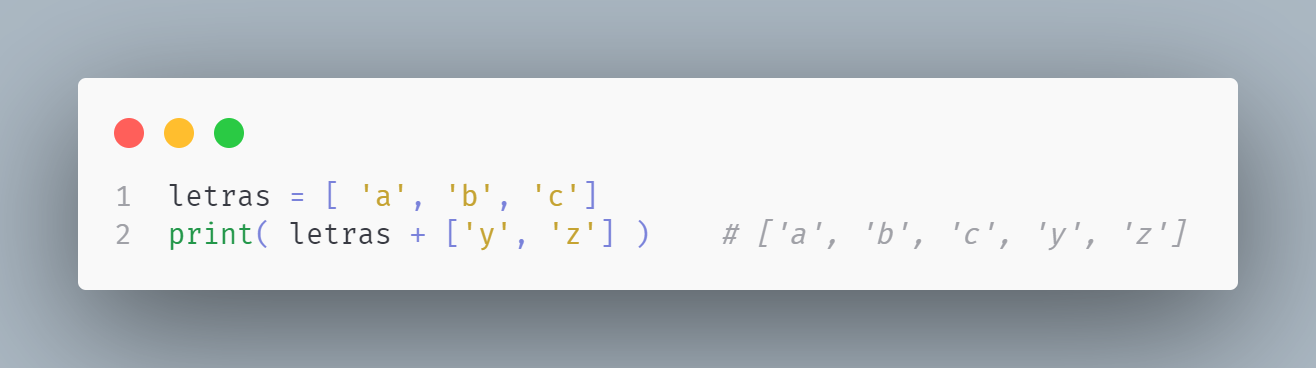 1 letras = [ 'a', 'b', 'c']
2 print( letras + ['y', 'z'] ) # ['a', 'b', 'c', 'y', 'z']